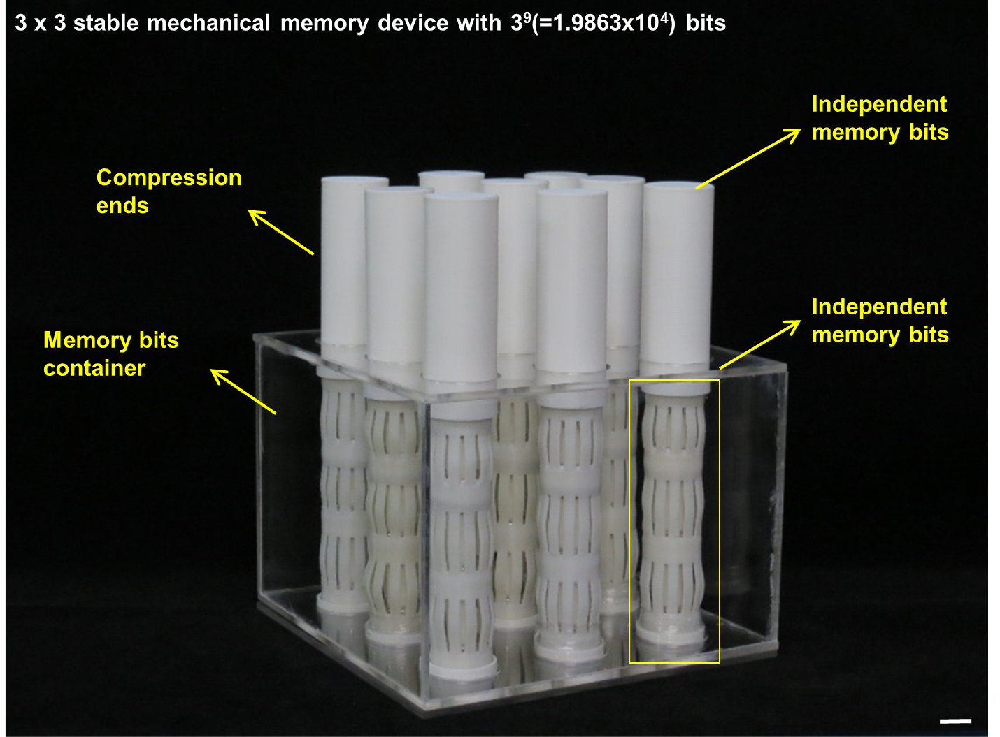 3 x 3 stable mechanical memory device with 3⁹(=1.9863x10⁴) bits
Independent
memory bits
Compression
ends
Independent
memory bits
Memory bits
container